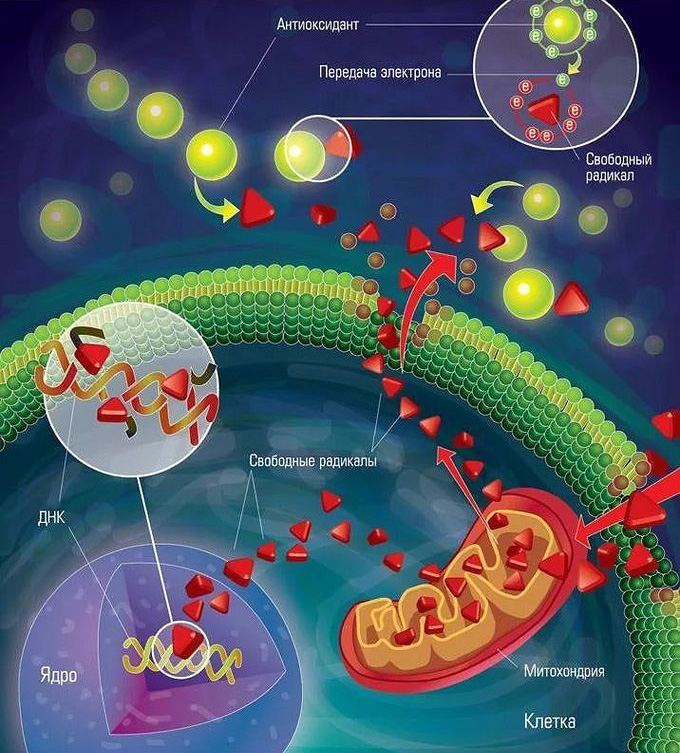 Антиоксидант
e
e
e
e
e
e
Передача электрона
e
e
e
e
e
e
e
Свободный
радикал
Свободные радикалы
ДНК
Ядро
Митохондрия
Клетка